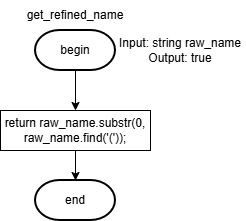 get_refined_name
begin
Input: string raw_name
Output: true
return raw_name.substr(0,
raw_name.find('('));
end